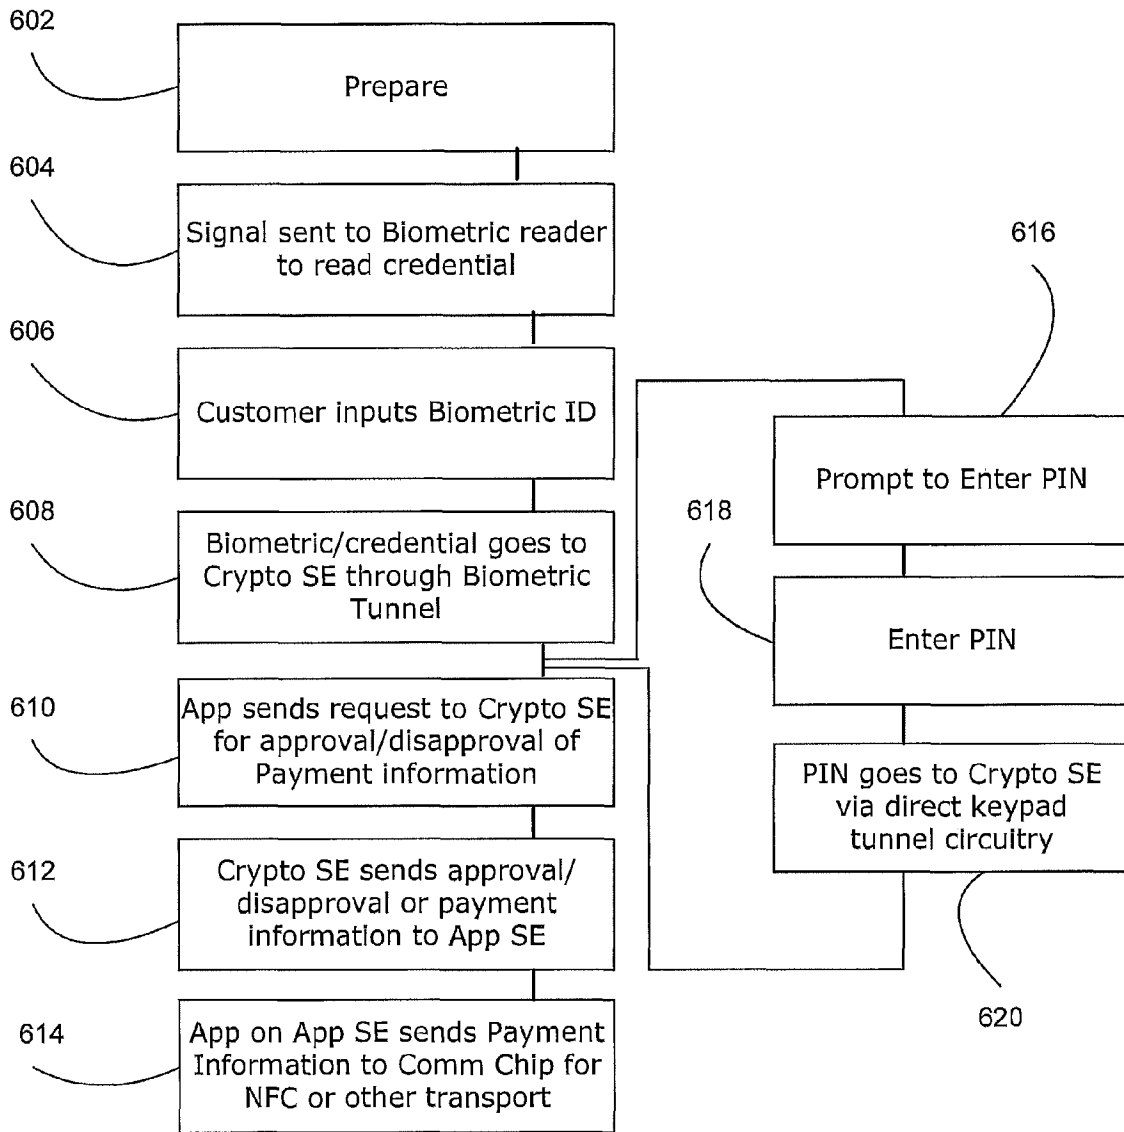 602
Prepare
604
Signal sent to Biometric reader
to read credential
606
Customer inputs Biometric ID
608
Biometric/credential goes to
Crypto SE through Biometric
Tunnel
610
App sends request to Crypto SE
for approval/disapproval of
Payment information
612
Crypto SE sends approval/
disapproval or payment
information to App SE
614
App on App SE sends Payment
Information to Comm Chip for
NFC or other transport
616
Prompt to Enter PIN
618
Enter PIN
PIN goes to Crypto SE
via direct keypad
tunnel circuitry
620